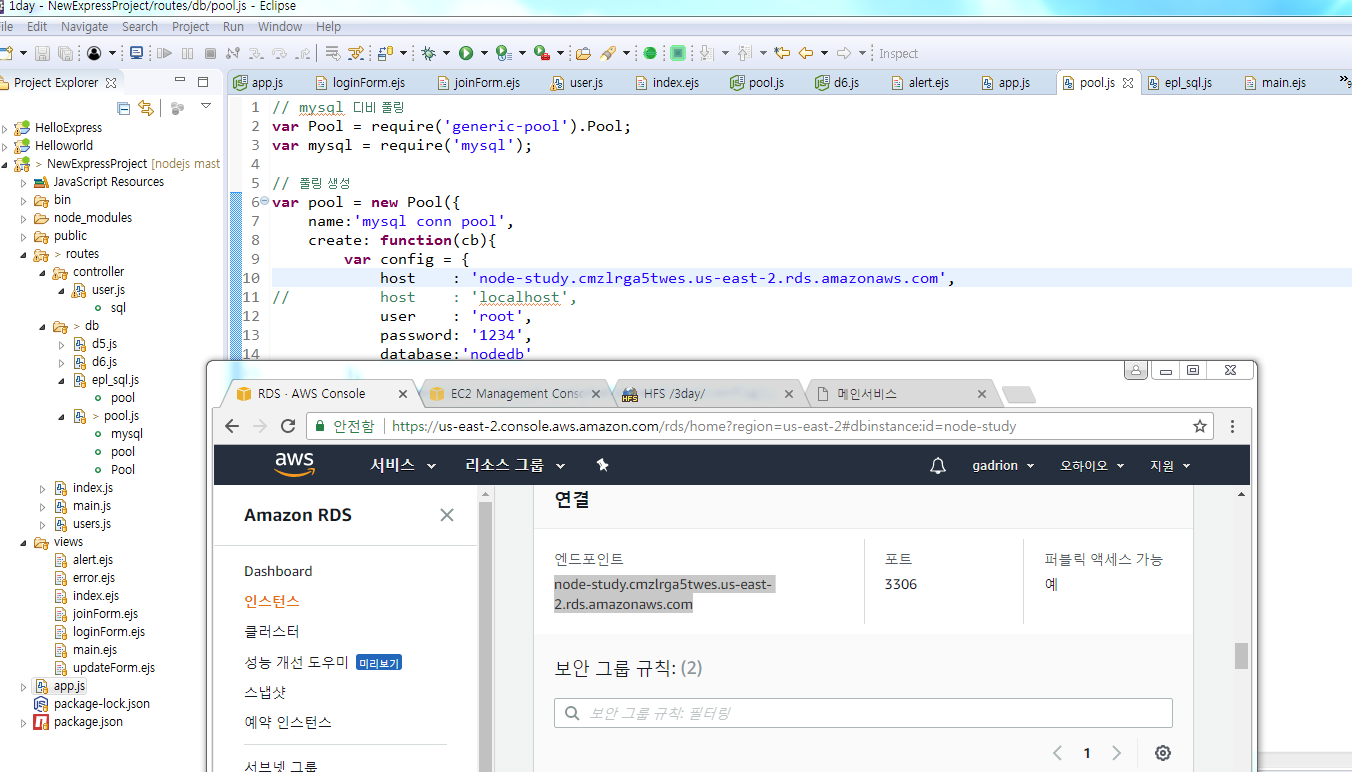 1day - NewExpressProject/routes/db/pool.js - Eclipse
File Edit Navigate Search Project Run Window Help
Inspect
Project Explorer
app.js loginForm.ejs joinForm.ejs user.js index.ejs pool.js d6.js alert.ejs app.js pool.js epl_sql.js main.ejs
HelloExpress
Helloworld
> NewExpressProject [nodejs mast
JavaScript Resources
bin
node_modules
public
> routes
controller
user.js
sql
> db
d5.js
d6.js
epl_sql.js
pool
> pool.js
mysql
pool
Pool
index.js
main.js
users.js
views
alert.ejs
error.ejs
index.ejs
joinForm.ejs
loginForm.ejs
main.ejs
updateForm.ejs
app.js
package-lock.json
package.json
1 // mysql 디비 풀링
2 var Pool = require('generic-pool').Pool;
3 var mysql = require('mysql');
4
5 // 풀링 생성
6 var pool = new Pool({
7 name:'mysql conn pool',
8 create: function(cb){
9 var config = {
10 host : 'node-study.cmzlrga5twes.us-east-2.rds.amazonaws.com',
11 // host : 'localhost',
12 user : 'root',
13 password: '1234',
14 database:'nodedb'
RDS · AWS Console EC2 Management Conso HFS /3day/ 메인서비스
안전함 https://us-east-2.console.aws.amazon.com/rds/home?region=us-east-2#dbinstance:id=node-study
aws 서비스 리소스 그룹 gadrion 오하이오 지원
Amazon RDS
Dashboard
인스턴스
클러스터
성능 개선 도우미 미리보기
스냅샷
예약 인스턴스
서브넷 그룹
연결
엔드포인트
node-study.cmzlrga5twes.us-east-
2.rds.amazonaws.com
포트
3306
퍼블릭 액세스 가능
예
보안 그룹 규칙: (2)
보안 그룹 규칙: 필터링
1